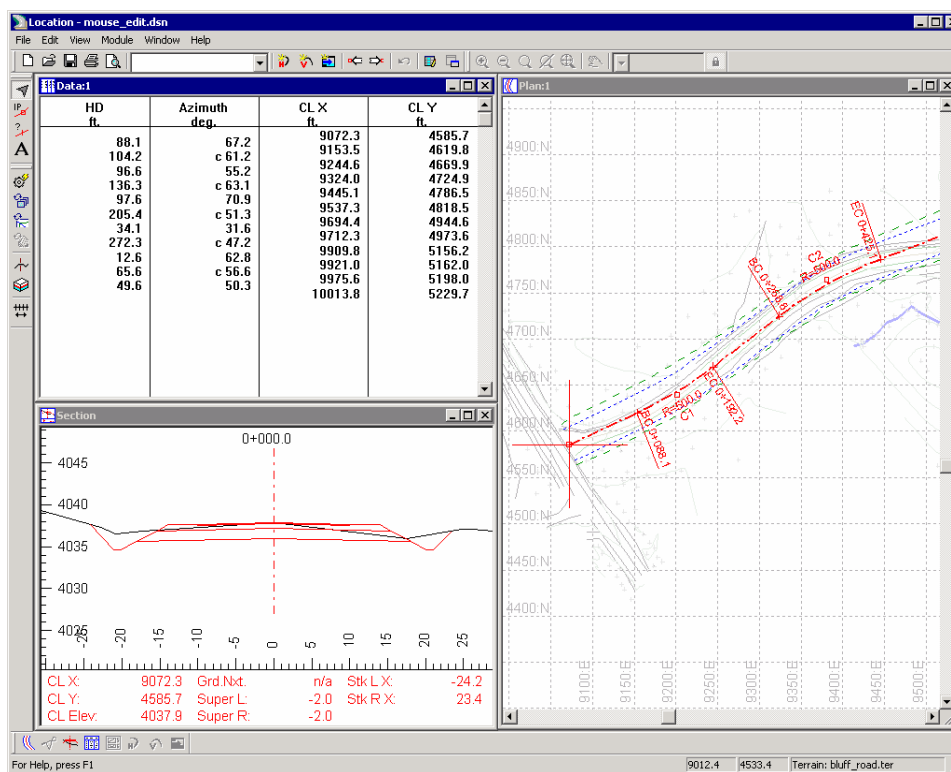 Location - mouse_edit.dsn
File Edit View Module Window Help
Data:1
HD Azimuth CL X CL Y
ft. deg. ft. ft.
9072.3 4585.7
88.1 67.2
9153.5 4619.8
104.2 c 61.2
9244.6 4669.9
96.6 55.2
9324.0 4724.9
136.3 c 63.1
9445.1 4786.5
97.6 70.9
9537.3 4818.5
205.4 c 51.3
9694.4 4944.6
34.1 31.6
9712.3 4973.6
272.3 c 47.2
9909.8 5156.2
12.6 62.8
9921.0 5162.0
65.6 c 56.6
9975.6 5198.0
49.6 50.3
10013.8 5229.7
Section
0+000.0
4045
4040
4035
4030
4025
-25 -20 -15 -10 -5 0 5 10 15 20 25
CL X: 9072.3 Grd.Nxt. n/a Stk L X: -24.2
CL Y: 4585.7 Super L: -2.0 Stk R X: 23.4
CL Elev: 4037.9 Super R: -2.0
Plan:1
4900:N
4850:N
4800:N
4750:N
4700:N
4650:N
4600:N
4550:N
4500:N
4450:N
4400:N
EC 0+425.1
C2
R=500.0
EC 0+192.2
R=500.0
C1
BC 0+088.1
9100:E 9150:E 9200:E 9250:E 9300:E 9350:E 9400:E 9450:E 9500:E
For Help, press F1
9012.4 4533.4 Terrain: bluff_road.ter